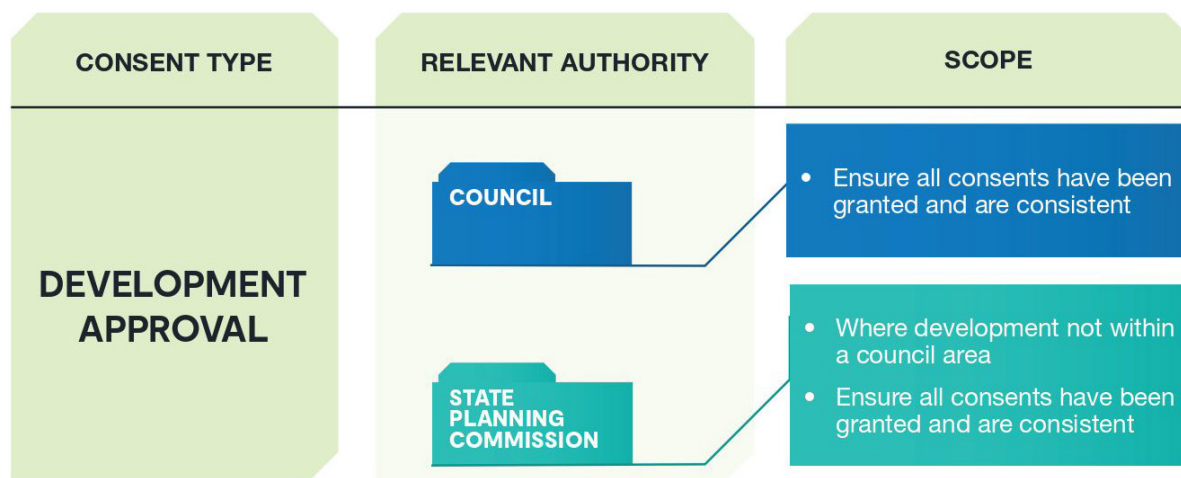 CONSENT TYPE
RELEVANT AUTHORITY
SCOPE
DEVELOPMENT
APPROVAL
COUNCIL
• Ensure all consents have been
granted and are consistent
STATE
PLANNING
COMMISSION
• Where development not within
a council area
• Ensure all consents have been
granted and are consistent